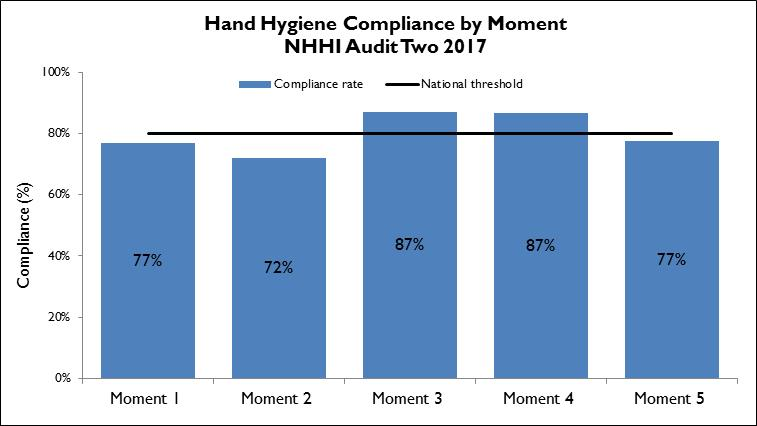 Hand Hygiene Compliance by Moment
NHHI Audit Two 2017
100%
Compliance rate
National threshold
80%
60%
40%
20%
0%
Compliance (%)
77%
72%
87%
87%
77%
Moment 1
Moment 2
Moment 3
Moment 4
Moment 5